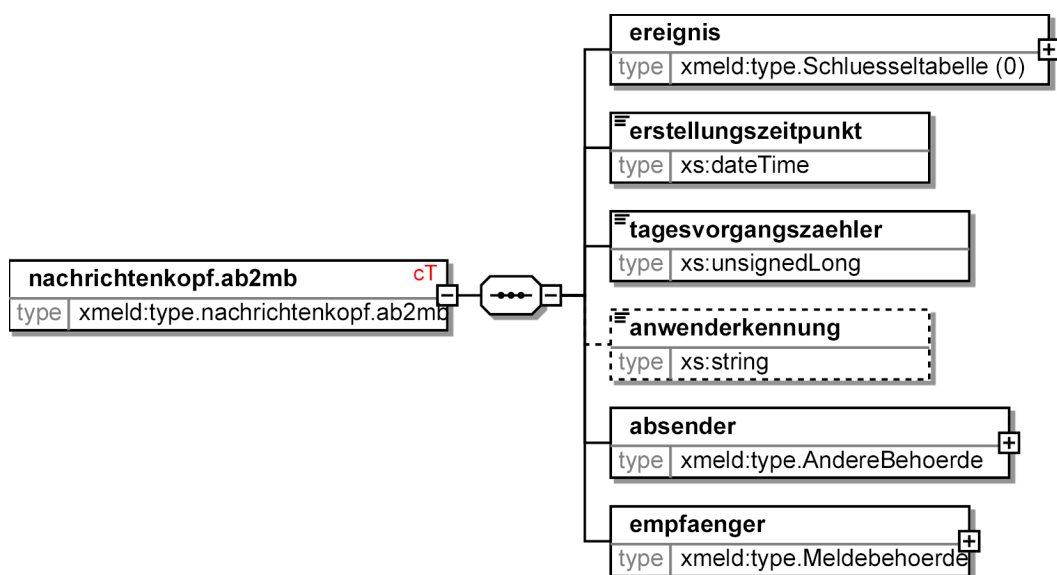 ereignis
type xmeld:type.Schluesseltabelle (0)
erstellungszeitpunkt
type xs:dateTime
tagesvorgangszaehler
type xs:unsignedLong
nachrichtenkopf.ab2mb cT
type xmeld:type.nachrichtenkopf.ab2mb
anwenderkennung
type xs:string
absender
type xmeld:type.AndereBehoerde
empfaenger
type xmeld:type.Meldebehoerde